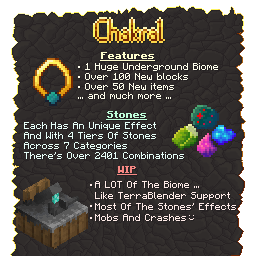 Chakral
Features
• 1 Huge Underground Biome
• Over 100 New blocks
• Over 50 New items
... and much more ...
Stones
Each Has An Unique Effect
And With 4 Tiers Of Stones
Across 7 Categories
There's Over 2401 Combinations
WIP
• A LOT Of The Biome ...
Like TerraBlender Support
• Most Of The Stones' Effects
• Mobs And Crashes